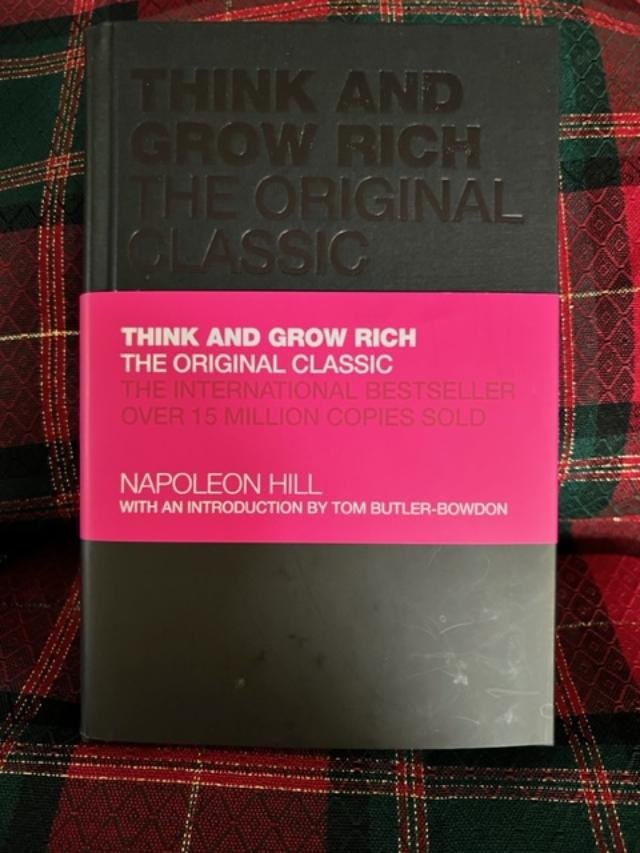 THINK AND
GROW RICH
THE ORIGINAL
CLASSIC
THINK AND GROW RICH
THE ORIGINAL CLASSIC
THE INTERNATIONAL BESTSELLER
OVER 15 MILLION COPIES SOLD
NAPOLEON HILL
WITH AN INTRODUCTION BY TOM BUTLER-BOWDON